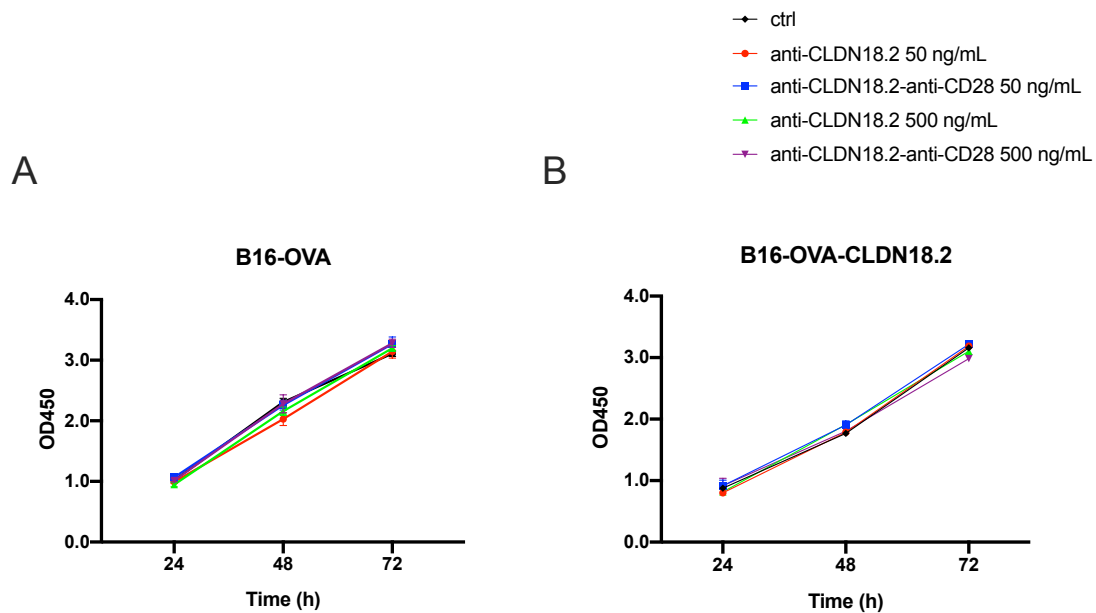 ctrl
anti-CLDN18.2 50 ng/mL
anti-CLDN18.2-anti-CD28 50 ng/mL
anti-CLDN18.2 500 ng/mL
anti-CLDN18.2-anti-CD28 500 ng/mL
A
B16-OVA
4.0
3.0
2.0
1.0
0.0
OD450
24
48
72
Time (h)
B
B16-OVA-CLDN18.2
4.0
3.0
2.0
1.0
0.0
OD450
24
48
72
Time (h)